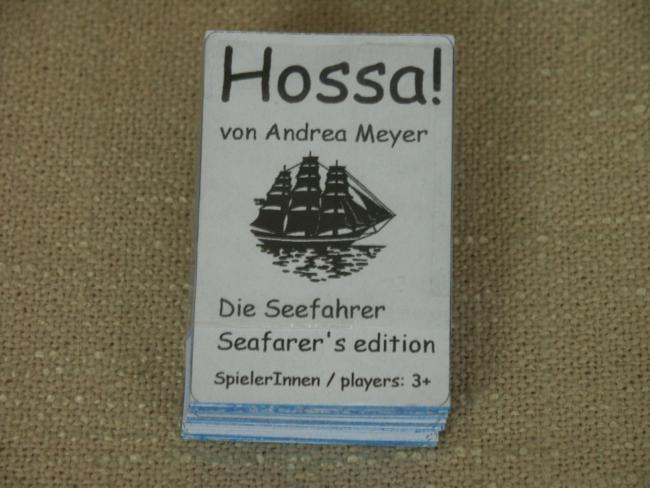 Hossa!
von Andrea Meyer
Die Seefahrer
Seafarer's edition
SpielerInnen / players: 3+